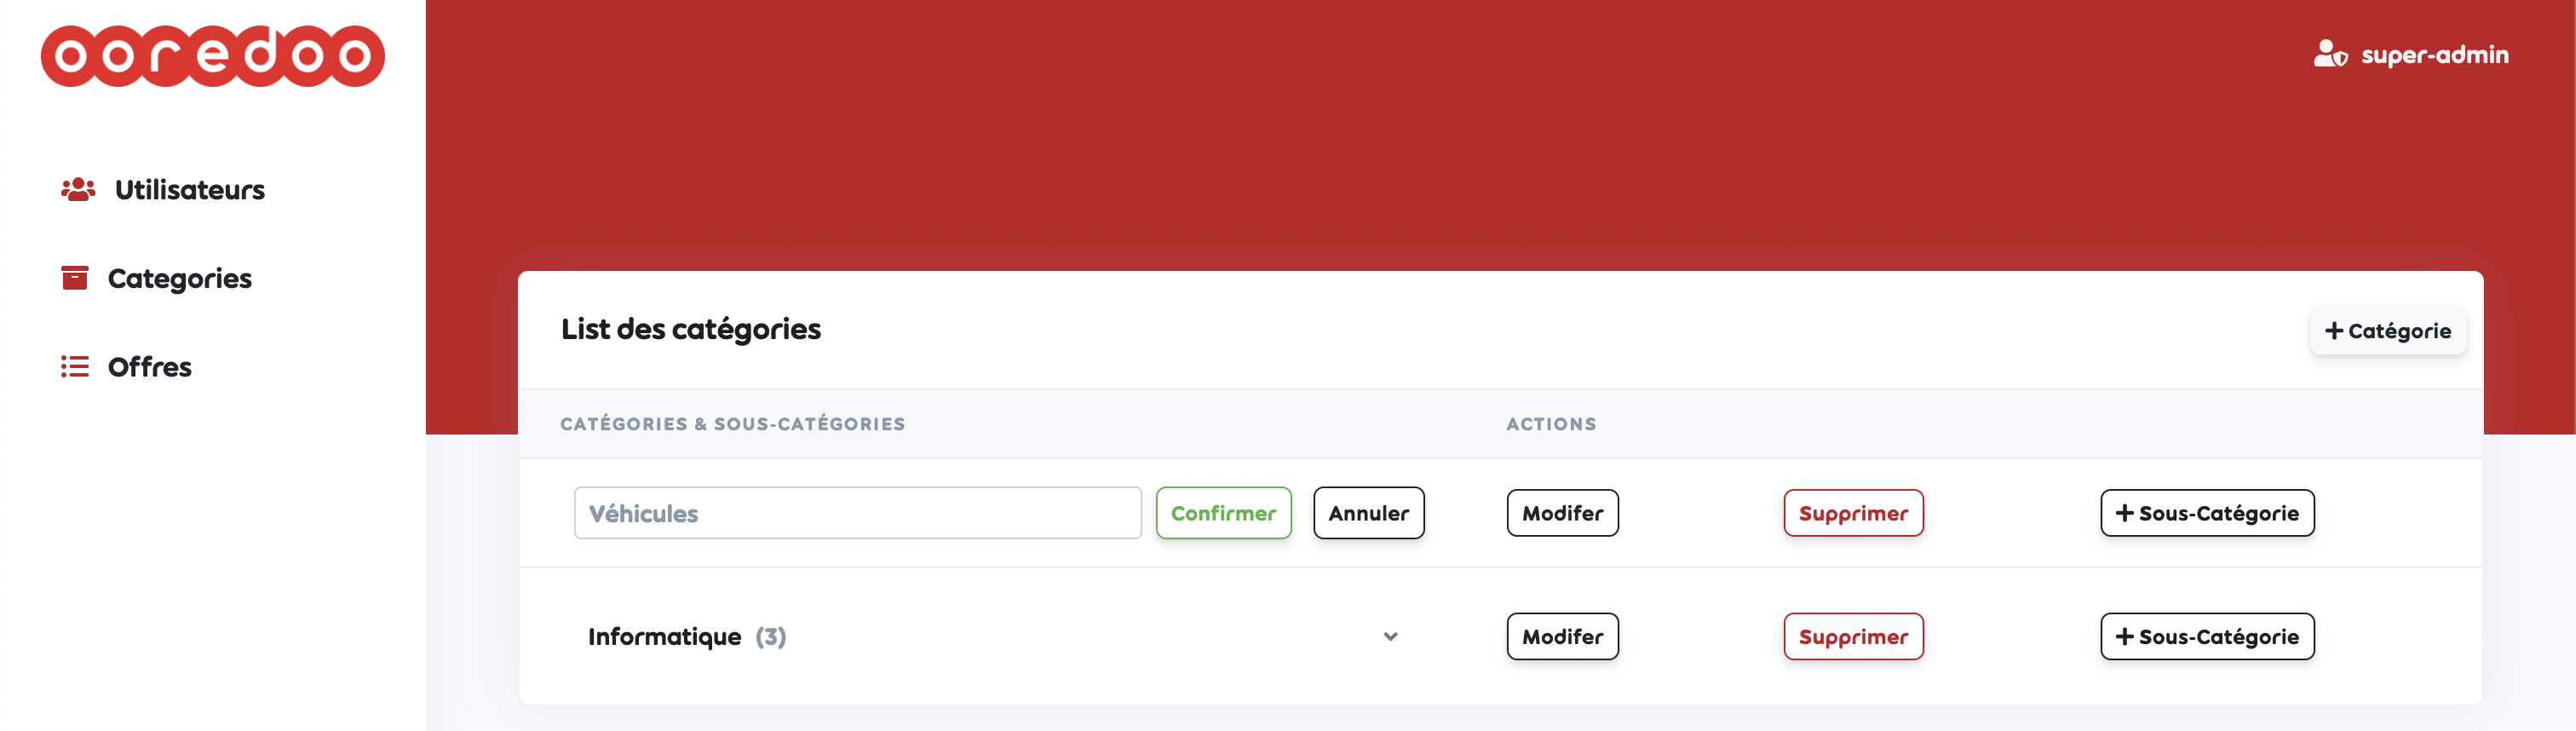 ooredoo
super-admin
Utilisateurs
Categories
Offres
List des catégories
+ Catégorie
CATÉGORIES & SOUS-CATÉGORIES ACTIONS
Véhicules Confirmer Annuler Modifer Supprimer + Sous-Catégorie
Informatique (3) Modifer Supprimer + Sous-Catégorie